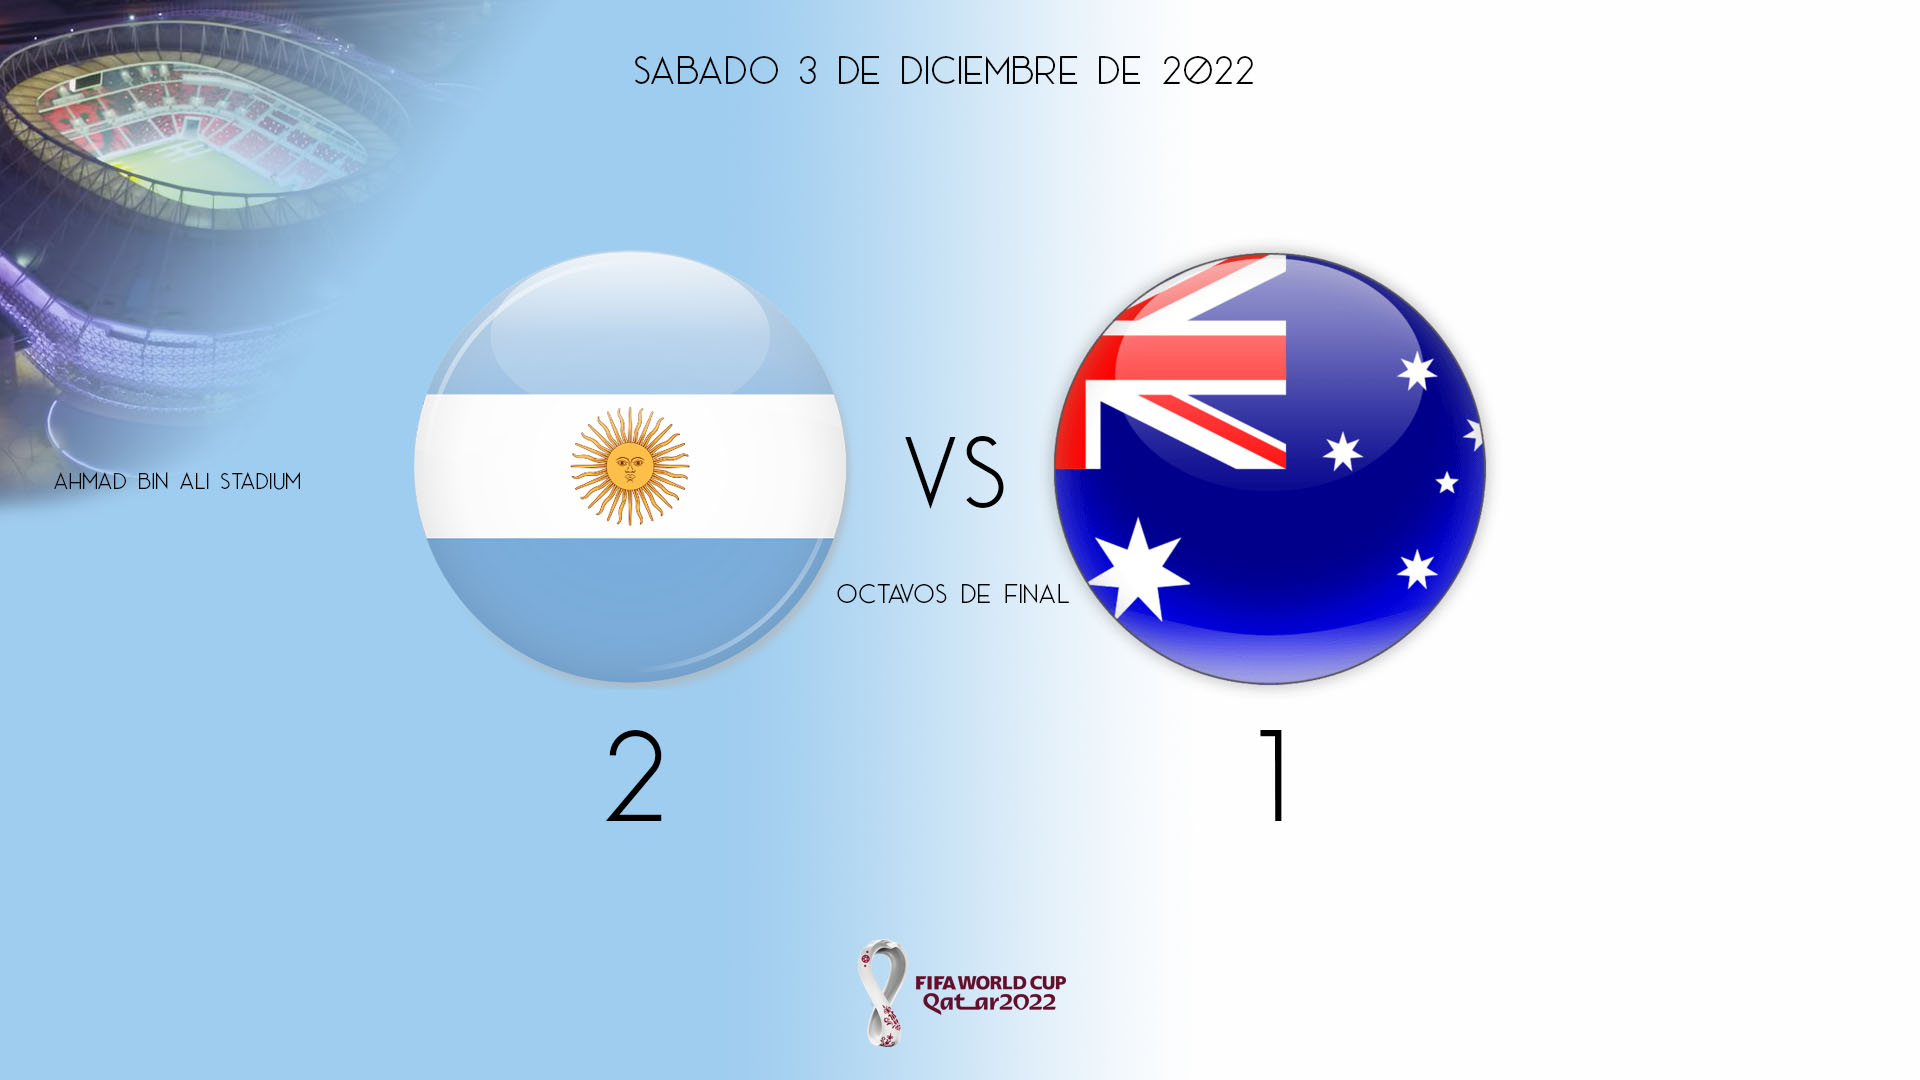 SABADO 3 DE DICIEMBRE DE 2022
AHMAD BIN ALI STADIUM
VS
OCTAVOS DE FINAL
2
1
FIFA WORLD CUP
Qatar2022